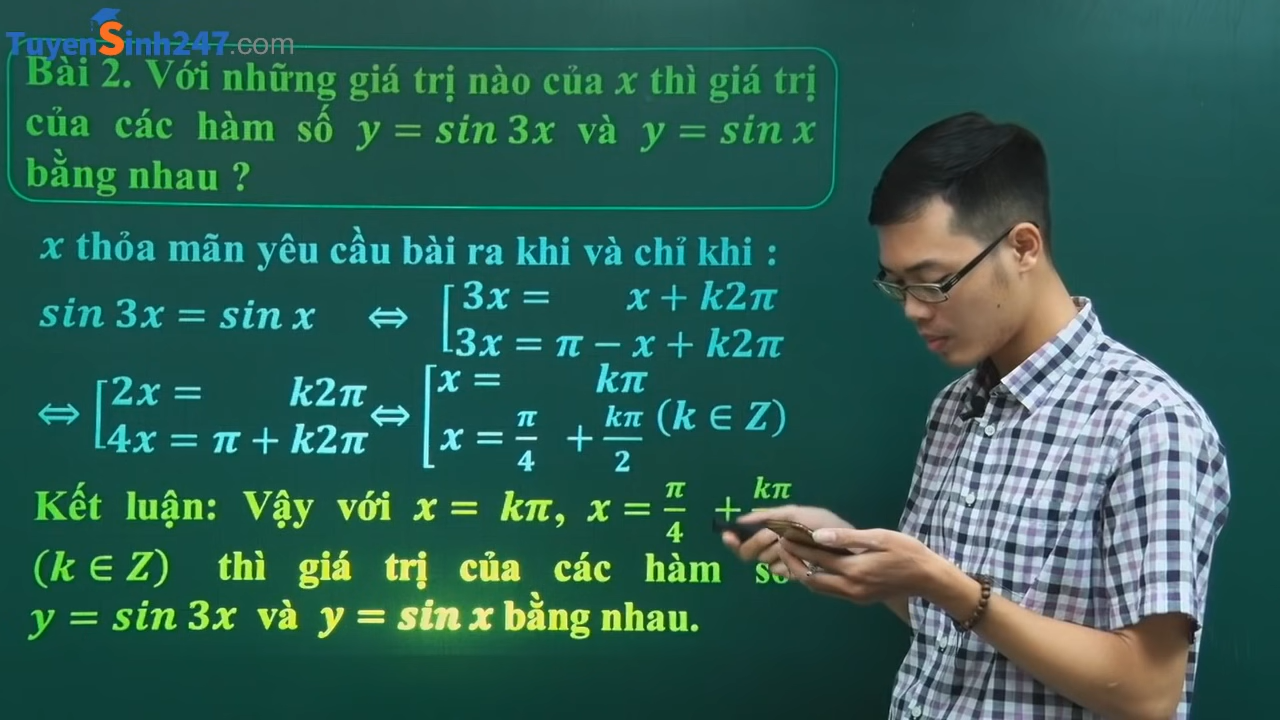 TuyenSinh247.com
Bài 2. Với những giá trị nào của x thì giá trị
của các hàm số y = sin 3x và y = sin x
bằng nhau ?
x thỏa mãn yêu cầu bài ra khi và chỉ khi :
sin 3x = sin x ⇔ [ 3x = x + k2π
3x = π − x + k2π
⇔ [ 2x = k2π
4x = π + k2π
⇔ [ x = kπ
x = π/4 + kπ/2 (k ∈ Z)
Kết luận: Vậy với x = kπ, x = π/4 + kπ
(k ∈ Z) thì giá trị của các hàm
y = sin 3x và y = sin x bằng nhau.